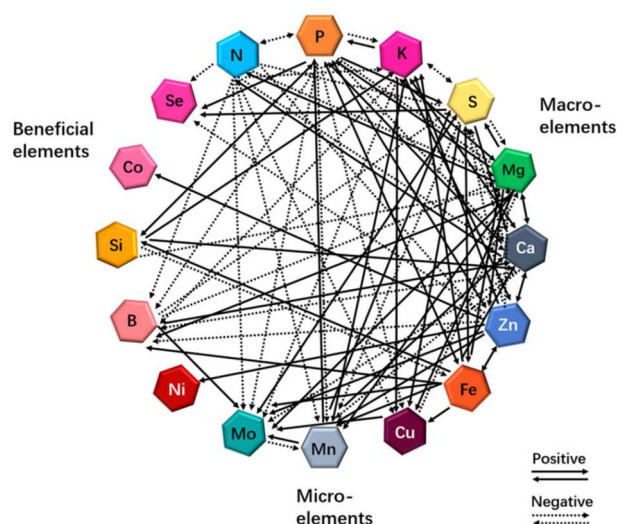 P
N
K
Se
S
Macro-
elements
Beneficial
elements
Co
Mg
Si
Ca
B
Zn
Ni
Fe
Mo
Mn
Cu
Micro-
elements
Positive
Negative